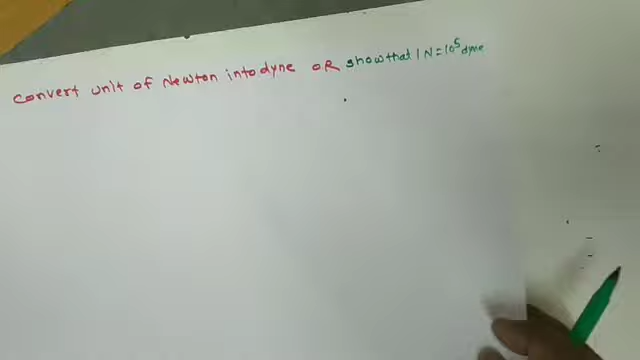 convert unit of Newton into dyne OR show that 1 N = 10⁵ dyne